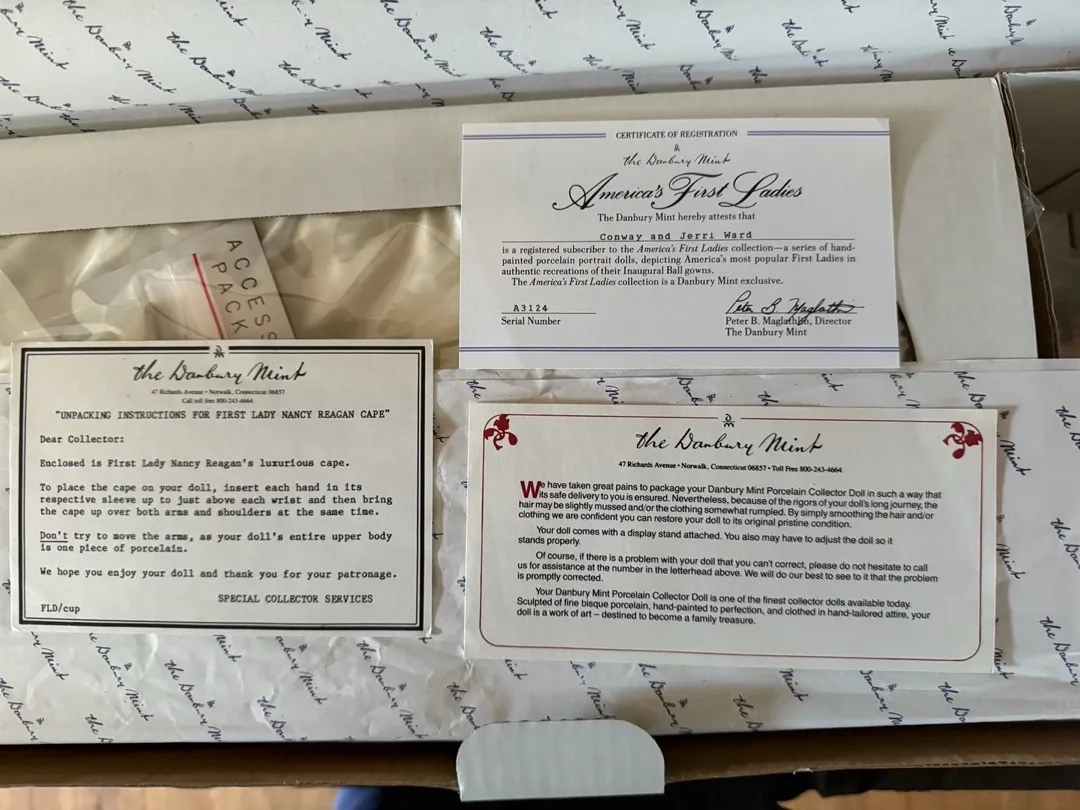 CERTIFICATE OF REGISTRATION
the Danbury Mint
America's First Ladies
The Danbury Mint hereby attests that
Conway and Jerri Ward
is a registered subscriber to the America's First Ladies collection—a series of hand-
painted porcelain portrait dolls, depicting America's most popular First Ladies in
authentic recreations of their Inaugural Ball gowns.
The America's First Ladies collection is a Danbury Mint exclusive.
A3124
Serial Number
Peter B. Maglathlin
Peter B. Maglathlin, Director
The Danbury Mint
ACCESS
PACK
the Danbury Mint
47 Richards Avenue • Norwalk, Connecticut 06857
Call toll free 800-243-4664
"UNPACKING INSTRUCTIONS FOR FIRST LADY NANCY REAGAN CAPE"
Dear Collector:
Enclosed is First Lady Nancy Reagan's luxurious cape.
To place the cape on your doll, insert each hand in its
respective sleeve up to just above each wrist and then bring
the cape up over both arms and shoulders at the same time.
Don't try to move the arms, as your doll's entire upper body
is one piece of porcelain.
We hope you enjoy your doll and thank you for your patronage.
SPECIAL COLLECTOR SERVICES
FLD/cup
the Danbury Mint
47 Richards Avenue • Norwalk, Connecticut 06857 • Toll Free 800-243-4664
We have taken great pains to package your Danbury Mint Porcelain Collector Doll in such a way that
its safe delivery to you is ensured. Nevertheless, because of the rigors of your doll's long journey, the
hair may be slightly mussed and/or the clothing somewhat rumpled. By simply smoothing the hair and/or
clothing we are confident you can restore your doll to its original pristine condition.
Your doll comes with a display stand attached. You also may have to adjust the doll so it
stands properly.
Of course, if there is a problem with your doll that you can't correct, please do not hesitate to call
us for assistance at the number in the letterhead above. We will do our best to see to it that the problem
is promptly corrected.
Your Danbury Mint Porcelain Collector Doll is one of the finest collector dolls available today.
Sculpted of fine bisque porcelain, hand-painted to perfection, and clothed in hand-tailored attire, your
doll is a work of art – destined to become a family treasure.